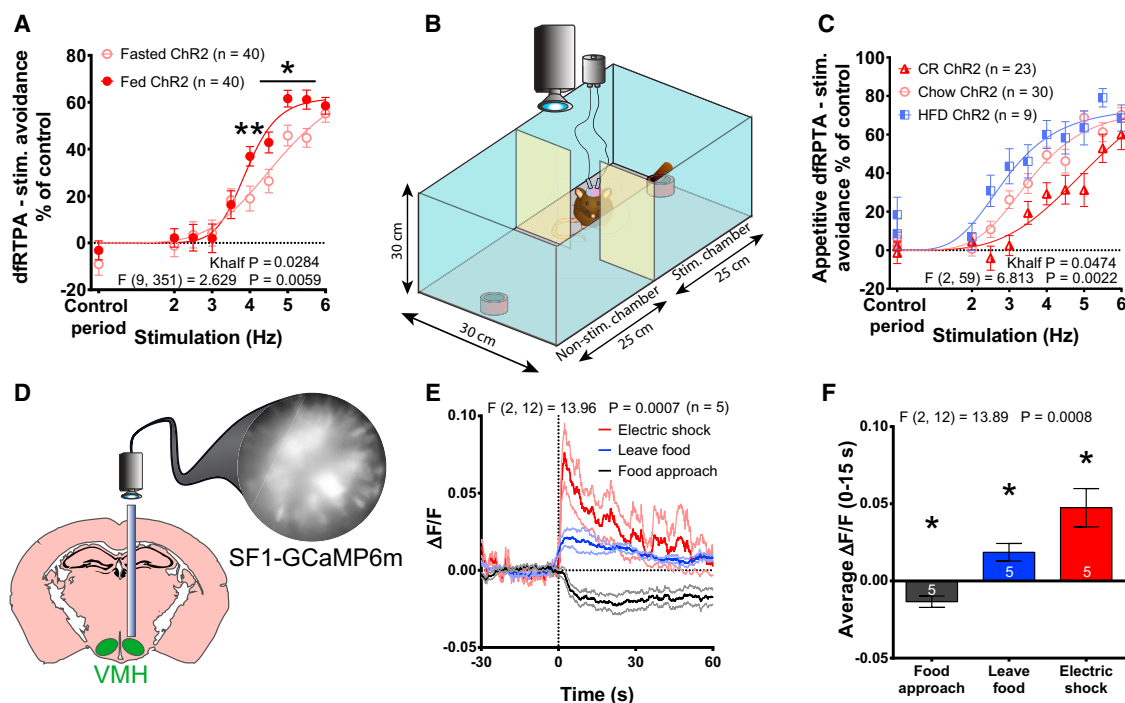 A
dfRTPA - stim. avoidance
% of control
80
60
40
20
0
-20
Fasted ChR2 (n = 40)
Fed ChR2 (n = 40)
*
**
Khalf P = 0.0284
F (9, 351) = 2.629 P = 0.0059
Control
period
2 3 4 5 6
Stimulation (Hz)
B
30 cm
30 cm
Non-stim. chamber
25 cm
Stim. chamber
25 cm
C
Appetitive dfRPTA - stim.
avoidance % of control
100
80
60
40
20
0
-20
CR ChR2 (n = 23)
Chow ChR2 (n = 30)
HFD ChR2 (n = 9)
Khalf P = 0.0474
F (2, 59) = 6.813 P = 0.0022
Control
period
2 3 4 5 6
Stimulation (Hz)
D
SF1-GCaMP6m
VMH
E
F (2, 12) = 13.96 P = 0.0007 (n = 5)
ΔF/F
0.10
0.05
0.00
-0.05
Electric shock
Leave food
Food approach
-30 0 30 60
Time (s)
F
F (2, 12) = 13.89 P = 0.0008
Average ΔF/F (0-15 s)
0.10
0.05
0.00
-0.05
*
*
*
5
5
5
Food
approach
Leave
food
Electric
shock